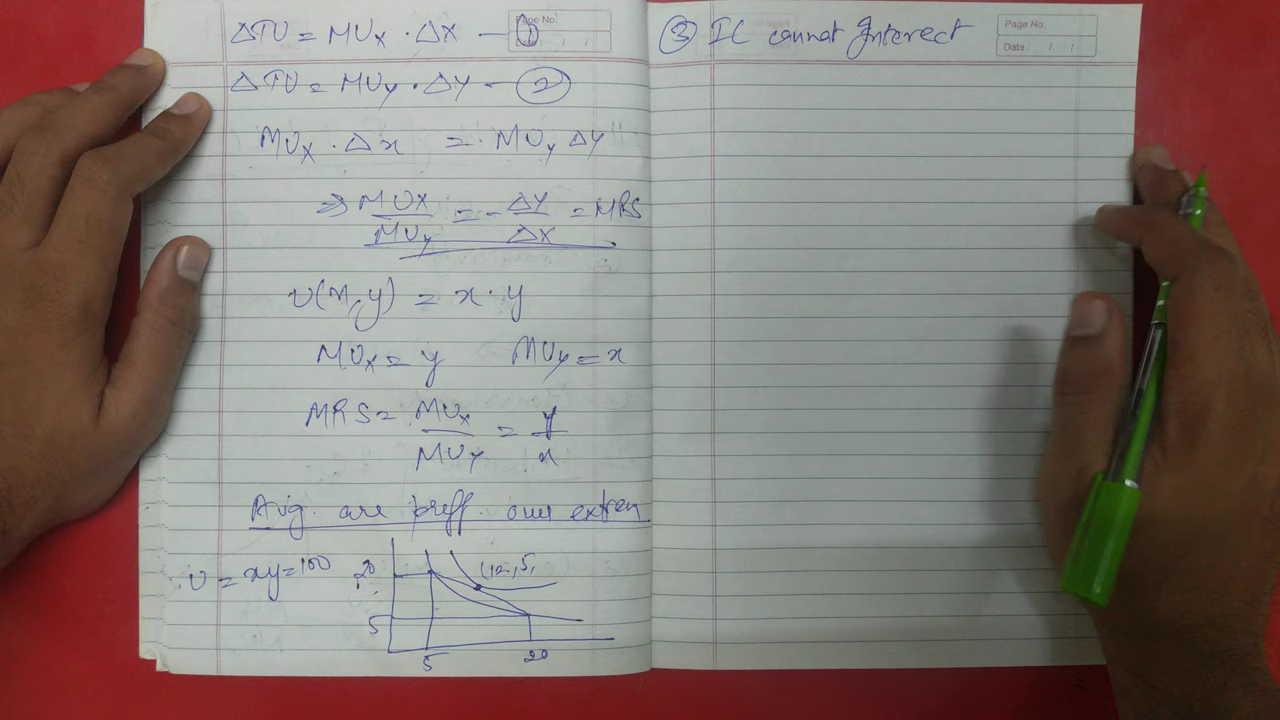 Page No.
ΔTU = MUx · Δx — ①
ΔTU = MUy · Δy — ②
MUx · Δx = MUy Δy
⇒ MUx/MUy = - ΔY/ΔX = MRS
U(x,y) = x · y
MUx = y MUy = x
MRS = MUx/MUy = y/x
Avg. are preff. over extrem
U = xy = 100
20
(12.5,
5
5 20
③ IC cannot Interect
Page No.
Date: / /